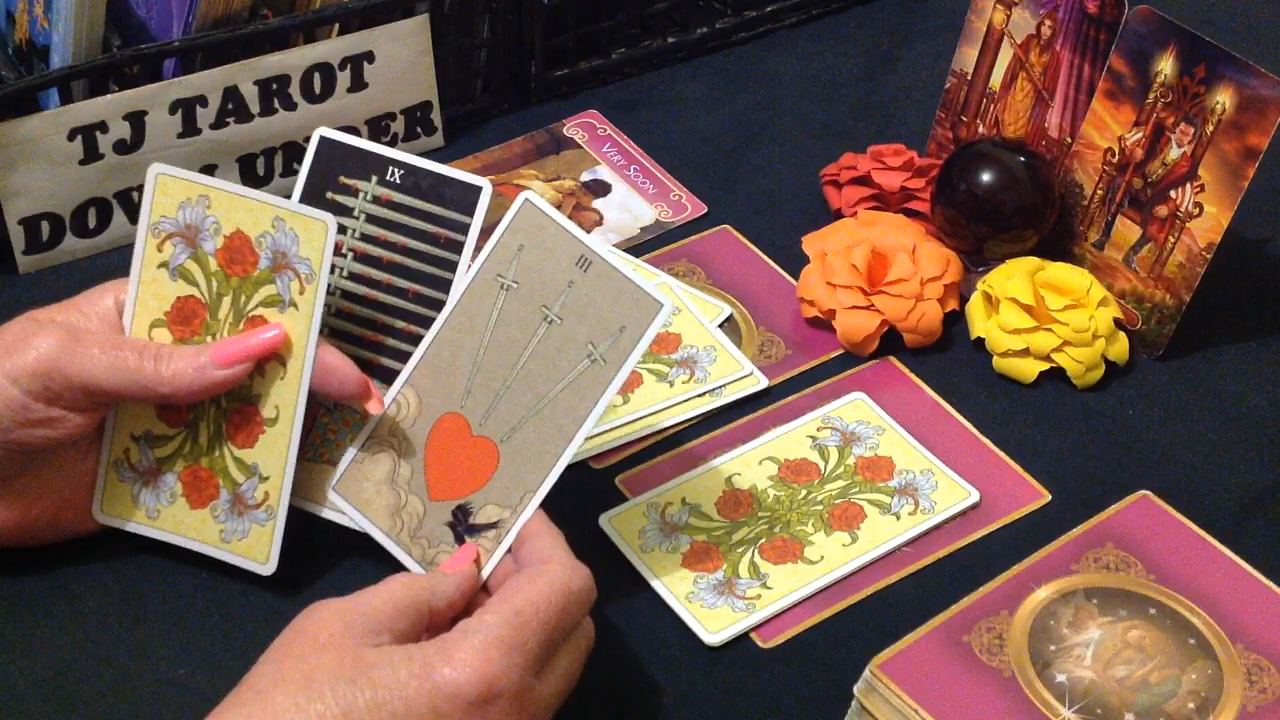 TJ TAROT
DOWN UNDER
IX
VERY SOON
III